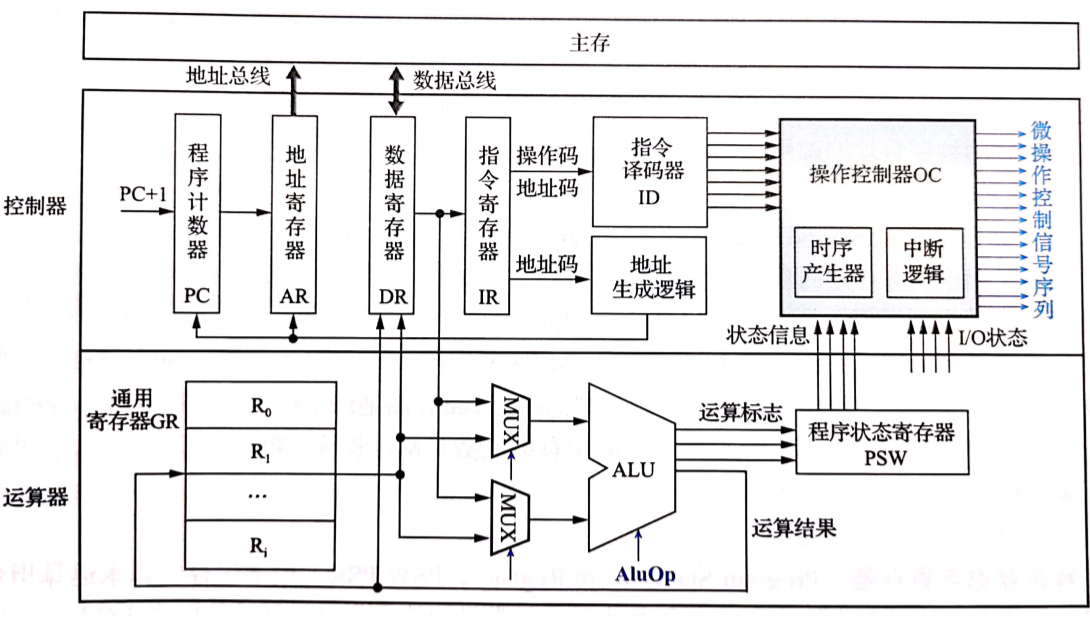 主存
地址总线
数据总线
控制器
PC+1
程序计数器
PC
地址寄存器
AR
数据寄存器
DR
指令寄存器
IR
操作码
地址码
指令
译码器
ID
地址码
地址
生成逻辑
操作控制器OC
时序
产生器
中断
逻辑
微操作控制信号序列
状态信息
I/O状态
通用
寄存器GR
R0
R1
…
Ri
运算器
MUX
MUX
ALU
AluOp
运算标志
程序状态寄存器
PSW
运算结果